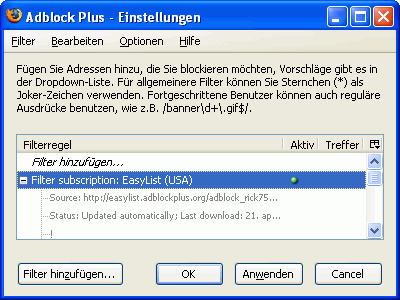 Adblock Plus - Einstellungen
Filter Bearbeiten Optionen Hilfe
Fügen Sie Adressen hinzu, die Sie blockieren möchten, Vorschläge gibt es in
der Dropdown-Liste. Für allgemeinere Filter können Sie Sternchen (*) als
Joker-Zeichen verwenden. Fortgeschrittene Benutzer können auch reguläre
Ausdrücke benutzen, wie z.B. /banner\d+\.gif$/.
Filterregel Aktiv Treffer
Filter hinzufügen...
Filter subscription: EasyList (USA)
Source: http://easylist.adblockplus.org/adblock_rick75...
Status: Updated automatically; Last download: 21. ap...
!
Filter hinzufügen... OK Anwenden Cancel